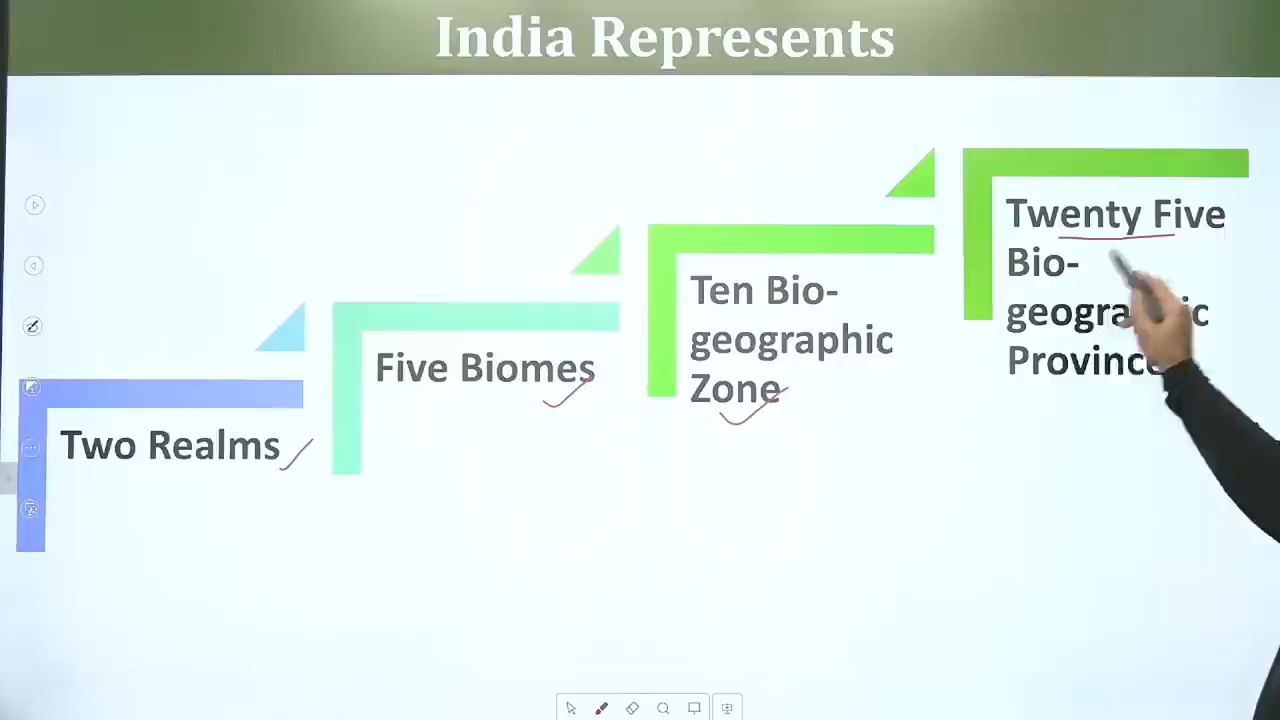 India Represents
Two Realms
Five Biomes
Ten Bio-
geographic
Zone
Twenty Five
Bio-